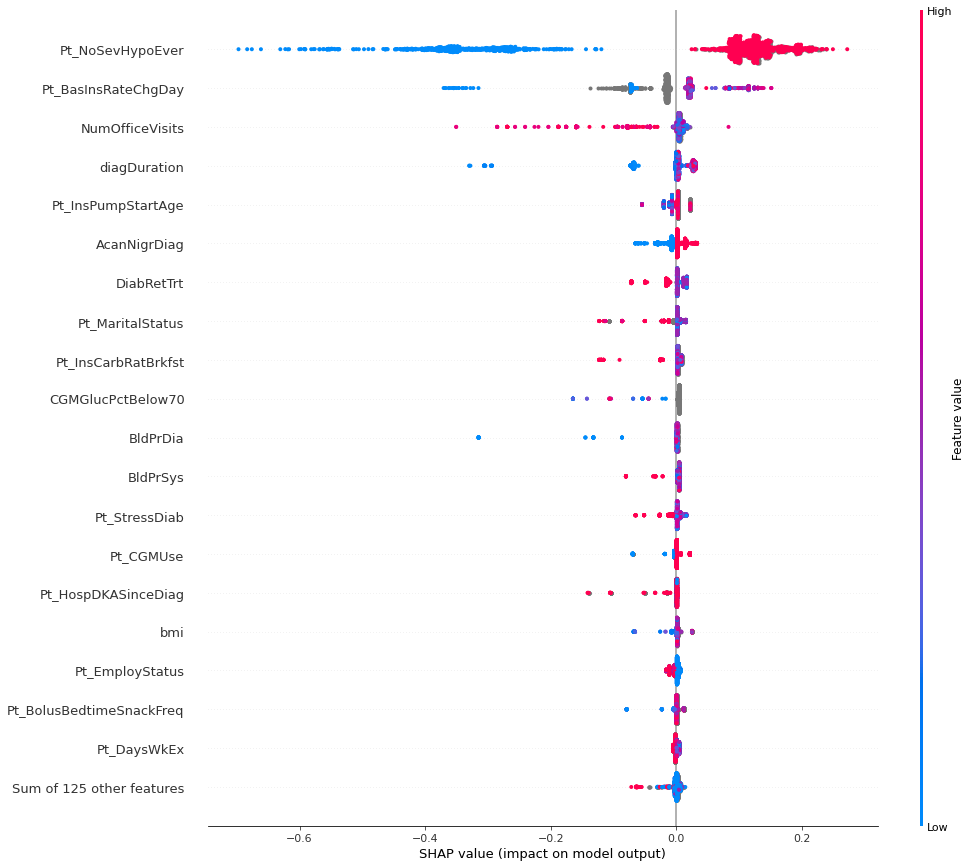 High
Pt_NoSevHypoEver
Pt_BasInsRateChgDay
NumOfficeVisits
diagDuration
Pt_InsPumpStartAge
AcanNigrDiag
DiabRetTrt
Pt_MaritalStatus
Pt_InsCarbRatBrkfst
CGMGlucPctBelow70
BldPrDia
BldPrSys
Pt_StressDiab
Pt_CGMUse
Pt_HospDKASinceDiag
bmi
Pt_EmployStatus
Pt_BolusBedtimeSnackFreq
Pt_DaysWkEx
Sum of 125 other features
Feature value
Low
−0.6 −0.4 −0.2 0.0 0.2
SHAP value (impact on model output)